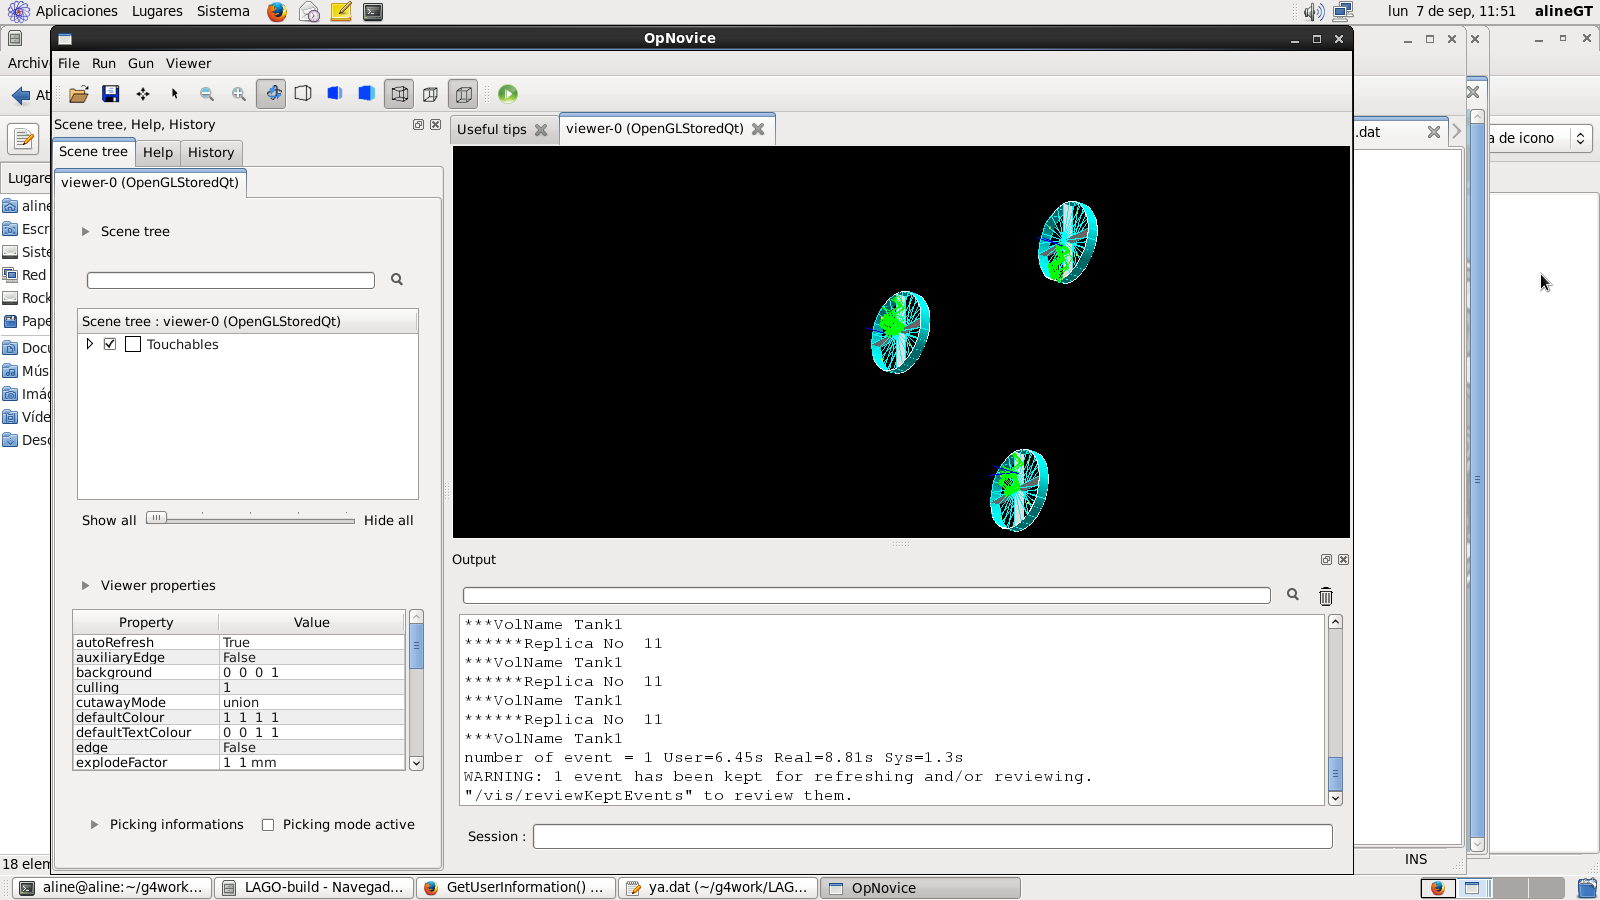 Aplicaciones Lugares Sistema lun 7 de sep, 11:51 alineGT
OpNovice
Archiv
File Run Gun Viewer
At
Scene tree, Help, History
Useful tips viewer-0 (OpenGLStoredQt)
.dat
a de icono
Scene tree Help History
Lugare
viewer-0 (OpenGLStoredQt)
aline
Escr
Siste
Red
Rock
Pape
Docu
Mús
Imág
Víde
Desc
Scene tree
Scene tree : viewer-0 (OpenGLStoredQt)
Touchables
Show all Hide all
Viewer properties
Property Value
autoRefresh True
auxiliaryEdge False
background 0 0 0 1
culling 1
cutawayMode union
defaultColour 1 1 1 1
defaultTextColour 0 0 1 1
edge False
explodeFactor 1 1 mm
Picking informations Picking mode active
Output
***VolName Tank1
******Replica No 11
***VolName Tank1
******Replica No 11
***VolName Tank1
******Replica No 11
***VolName Tank1
number of event = 1 User=6.45s Real=8.81s Sys=1.3s
WARNING: 1 event has been kept for refreshing and/or reviewing.
"/vis/reviewKeptEvents" to review them.
Session :
18 elem
INS
aline@aline:~/g4work... LAGO-build - Navegad... GetUserInformation() ... ya.dat (~/g4work/LAG... OpNovice